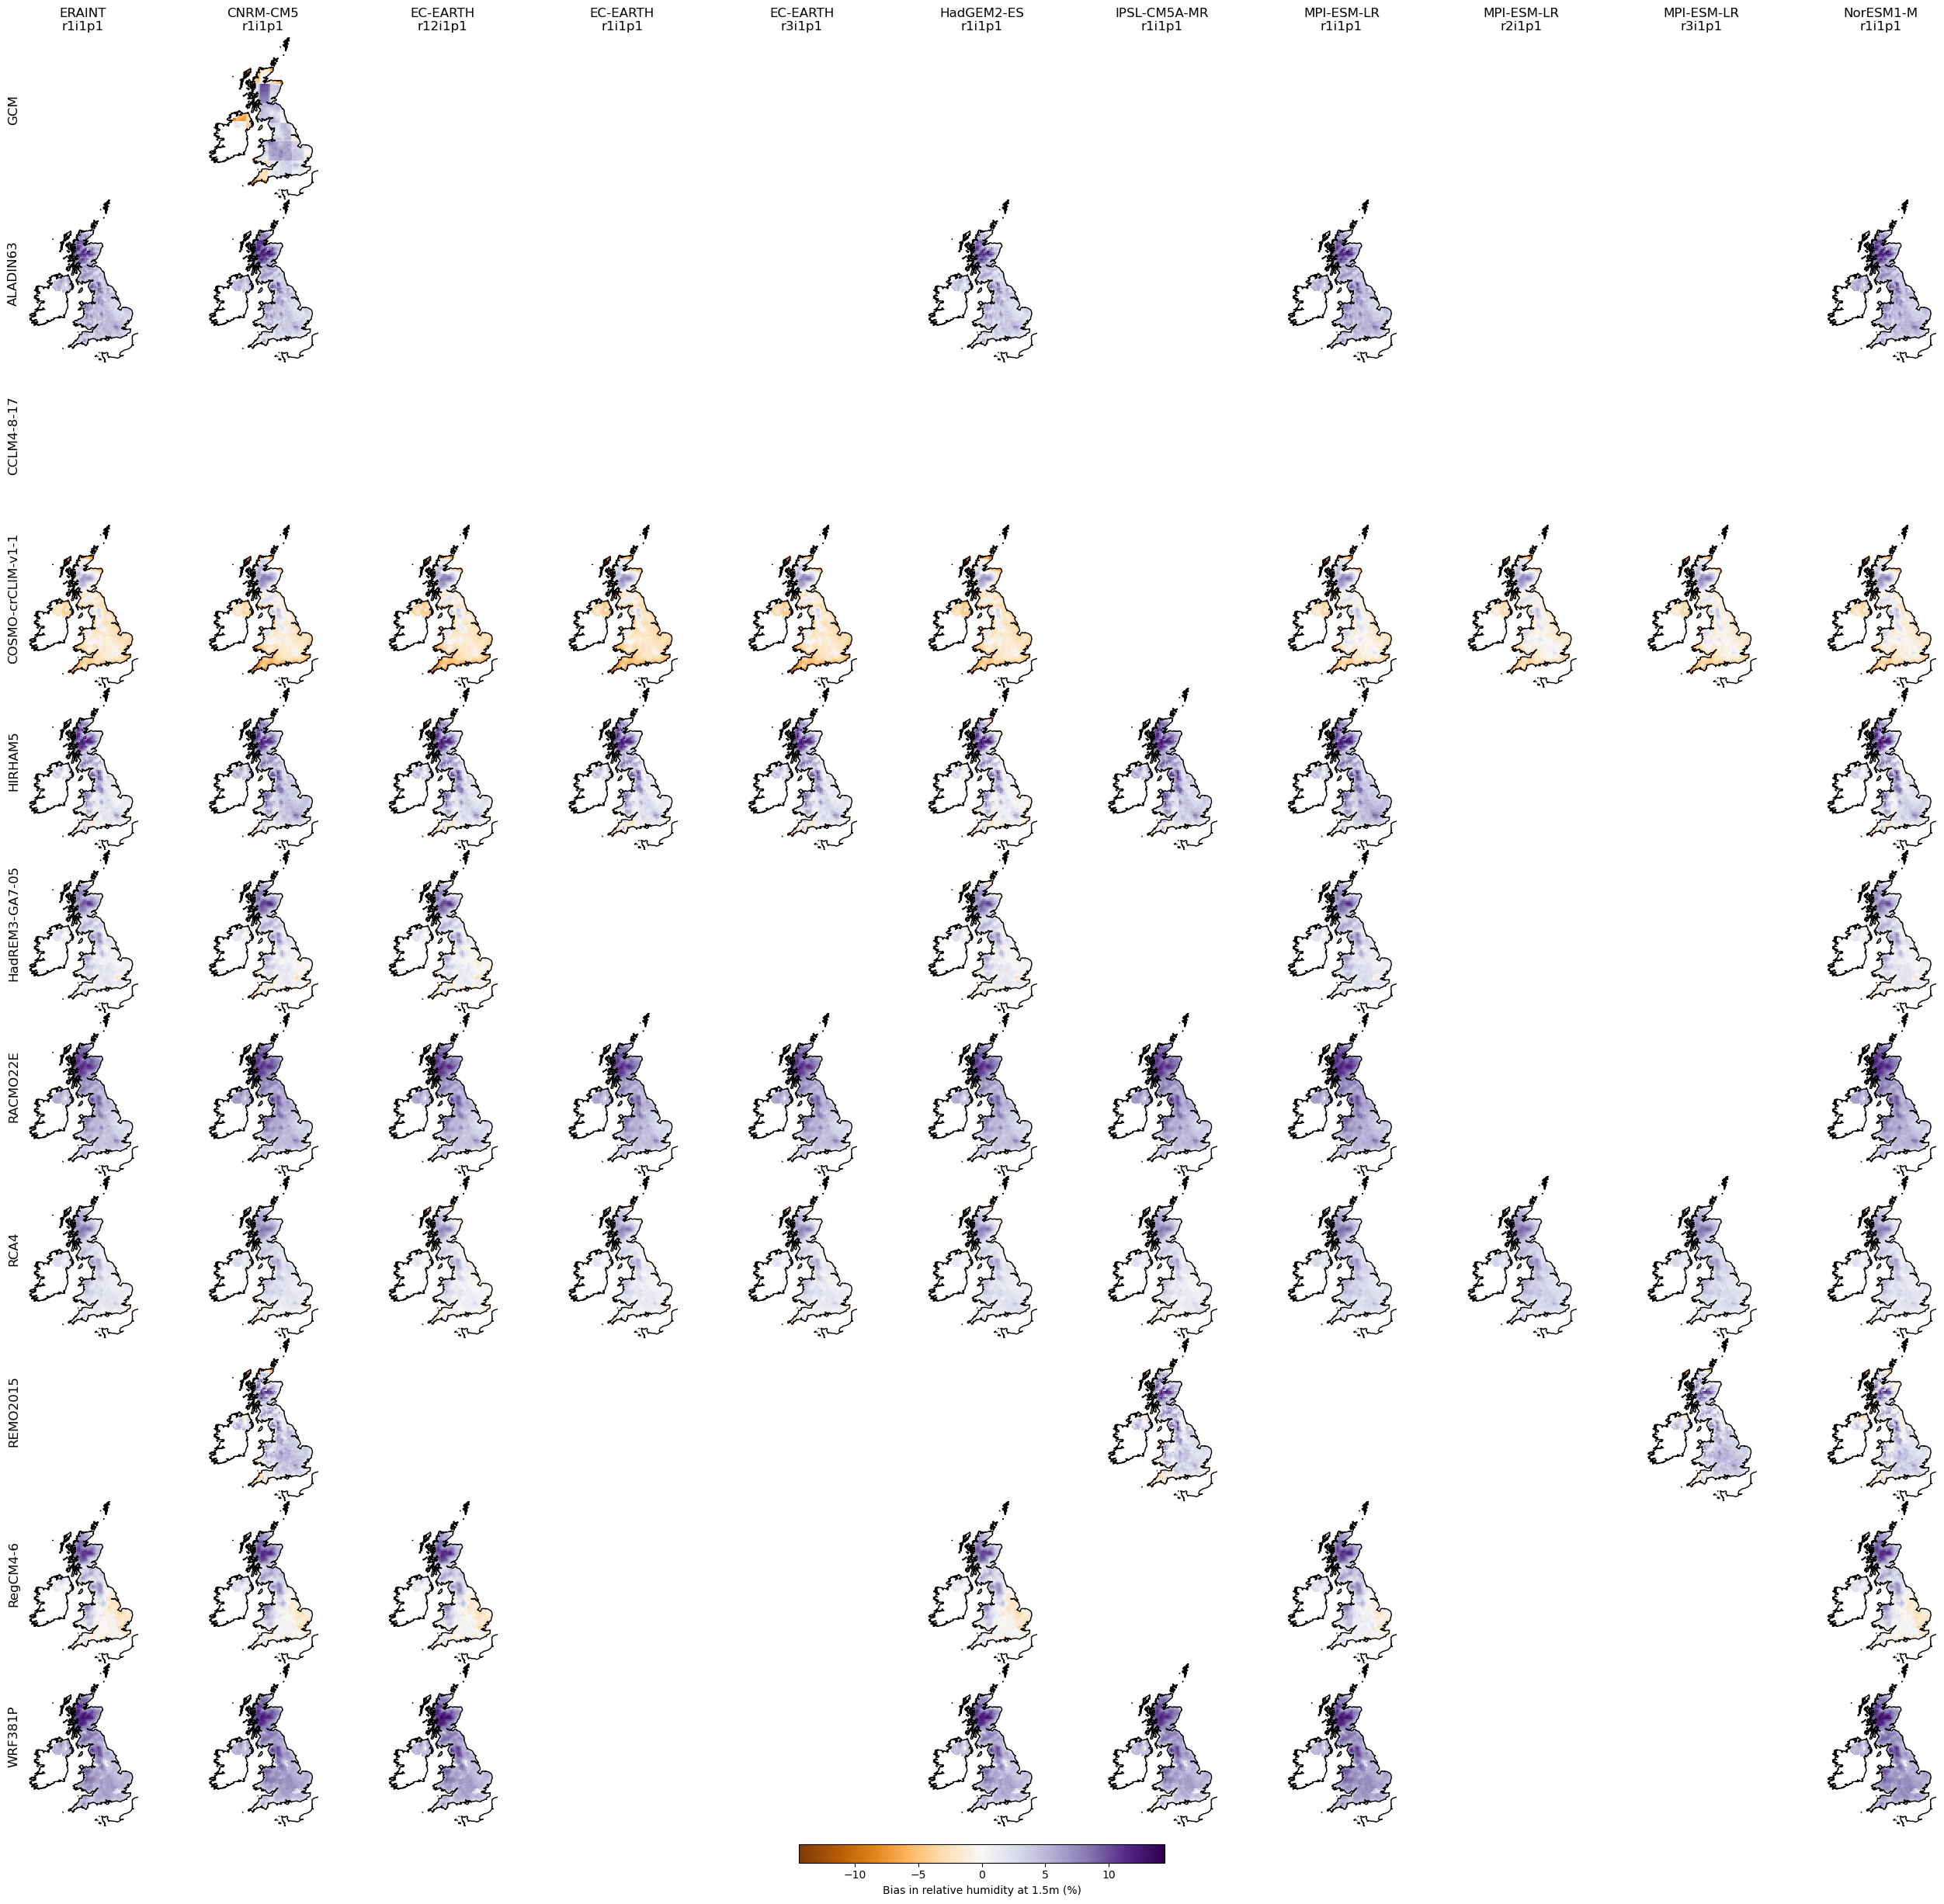 ERAINT
r1i1p1
CNRM-CM5
r1i1p1
EC-EARTH
r12i1p1
EC-EARTH
r1i1p1
EC-EARTH
r3i1p1
HadGEM2-ES
r1i1p1
IPSL-CM5A-MR
r1i1p1
MPI-ESM-LR
r1i1p1
MPI-ESM-LR
r2i1p1
MPI-ESM-LR
r3i1p1
NorESM1-M
r1i1p1
GCM
ALADIN63
CCLM4-8-17
COSMO-crCLIM-v1-1
HIRHAM5
HadREM3-GA7-05
RACMO22E
RCA4
REMO2015
RegCM4-6
WRF381P
−10 −5 0 5 10
Bias in relative humidity at 1.5m (%)